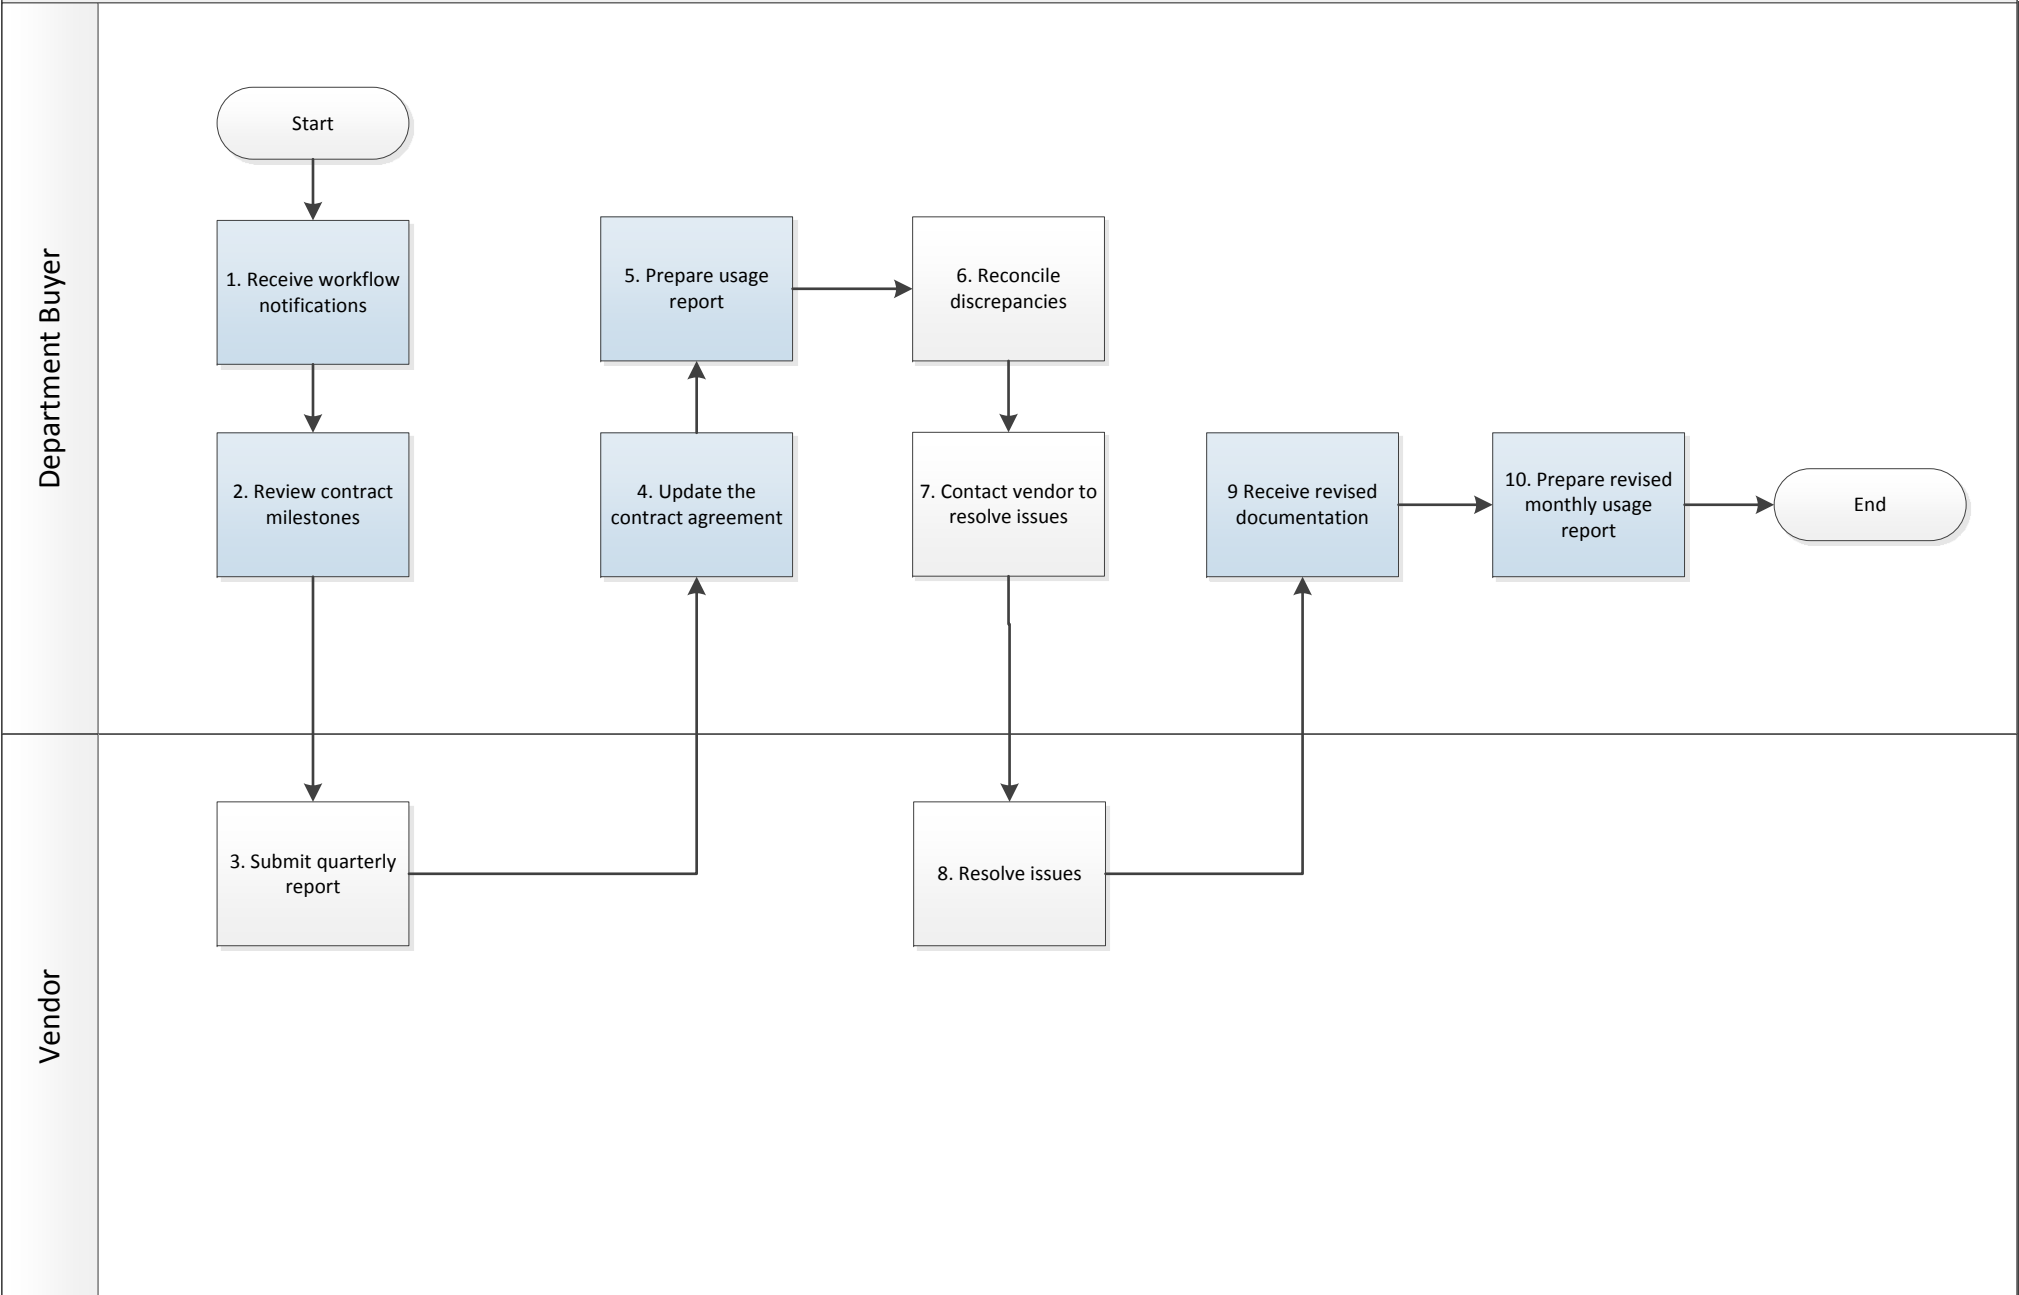 Department Buyer
Start
1. Receive workflow
notifications
2. Review contract
milestones
3. Submit quarterly
report
4. Update the
contract agreement
5. Prepare usage
report
6. Reconcile
discrepancies
7. Contact vendor to
resolve issues
8. Resolve issues
9 Receive revised
documentation
10. Prepare revised
monthly usage
report
End
Vendor